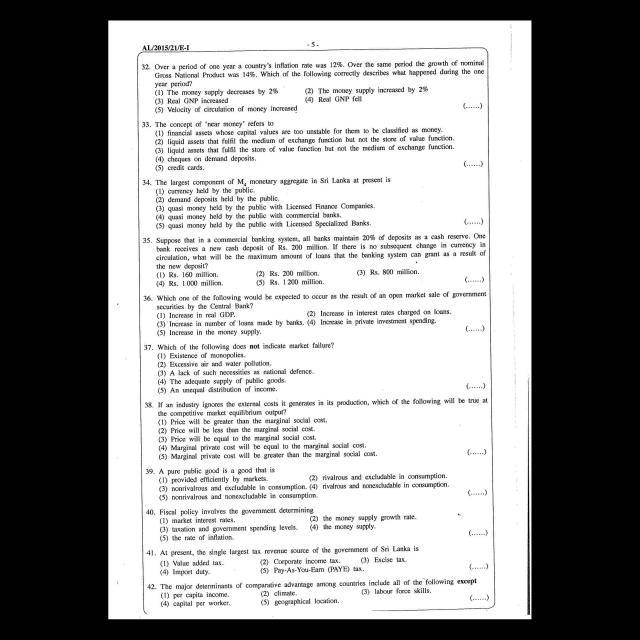 AL/2015/21/E-I
- 5 -
32. Over a period of one year a country's inflation rate was 12%. Over the same period the growth of nominal
Gross National Product was 14%. Which of the following correctly describes what happened during the one
year period?
(1) The money supply decreases by 2% (2) The money supply increased by 2%
(3) Real GNP increased (4) Real GNP fell
(5) Velocity of circulation of money increased (......)
33. The concept of 'near money' refers to
(1) financial assets whose capital values are too unstable for them to be classified as money.
(2) liquid assets that fulfil the medium of exchange function but not the store of value function.
(3) liquid assets that fulfil the store of value function but not the medium of exchange function.
(4) cheques on demand deposits.
(5) credit cards. (......)
34. The largest component of M₄ monetary aggregate in Sri Lanka at present is
(1) currency held by the public.
(2) demand deposits held by the public.
(3) quasi money held by the public with Licensed Finance Companies.
(4) quasi money held by the public with commercial banks.
(5) quasi money held by the public with Licensed Specialized Banks. (......)
35. Suppose that in a commercial banking system, all banks maintain 20% of deposits as a cash reserve. One
bank receives a new cash deposit of Rs. 200 million. If there is no subsequent change in currency in
circulation, what will be the maximum amount of loans that the banking system can grant as a result of
the new deposit?
(1) Rs. 160 million. (2) Rs. 200 million. (3) Rs. 800 million.
(4) Rs. 1 000 million. (5) Rs. 1 200 million. (......)
36. Which one of the following would be expected to occur as the result of an open market sale of government
securities by the Central Bank?
(1) Increase in real GDP. (2) Increase in interest rates charged on loans.
(3) Increase in number of loans made by banks. (4) Increase in private investment spending.
(5) Increase in the money supply. (......)
37. Which of the following does not indicate market failure?
(1) Existence of monopolies.
(2) Excessive air and water pollution.
(3) A lack of such necessities as national defence.
(4) The adequate supply of public goods.
(5) An unequal distribution of income. (......)
38. If an industry ignores the external costs it generates in its production, which of the following will be true at
the competitive market equilibrium output?
(1) Price will be greater than the marginal social cost.
(2) Price will be less than the marginal social cost.
(3) Price will be equal to the marginal social cost.
(4) Marginal private cost will be equal to the marginal social cost.
(5) Marginal private cost will be greater than the marginal social cost. (......)
39. A pure public good is a good that is
(1) provided efficiently by markets. (2) rivalrous and excludable in consumption.
(3) nonrivalrous and excludable in consumption. (4) rivalrous and nonexcludable in consumption.
(5) nonrivalrous and nonexcludable in consumption. (......)
40. Fiscal policy involves the government determining
(1) market interest rates. (2) the money supply growth rate.
(3) taxation and government spending levels. (4) the money supply.
(5) the rate of inflation. (......)
41. At present, the single largest tax revenue source of the government of Sri Lanka is
(1) Value added tax. (2) Corporate income tax. (3) Excise tax.
(4) Import duty. (5) Pay-As-You-Earn (PAYE) tax. (......)
42. The major determinants of comparative advantage among countries include all of the following except
(1) per capita income. (2) climate. (3) labour force skills.
(4) capital per worker. (5) geographical location. (......)